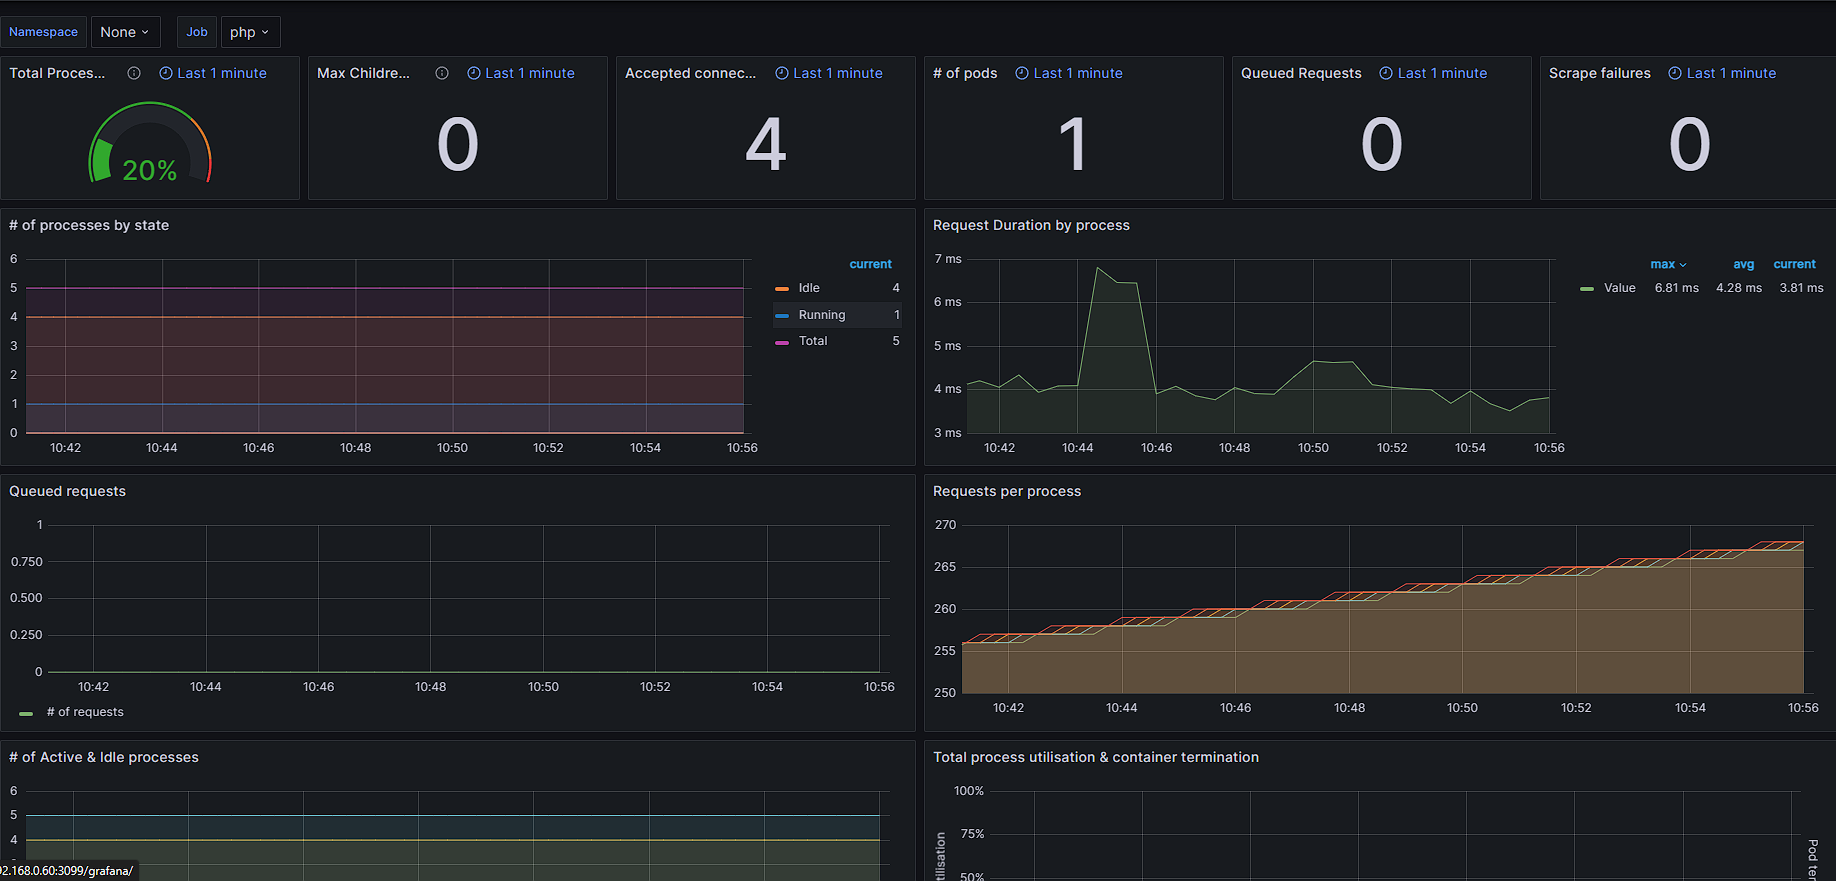 Namespace None Job php
Total Proces... Last 1 minute
20%
Max Childre... Last 1 minute
0
Accepted connec... Last 1 minute
4
# of pods Last 1 minute
1
Queued Requests Last 1 minute
0
Scrape failures Last 1 minute
0
# of processes by state
6
5
4
3
2
1
0
10:42 10:44 10:46 10:48 10:50 10:52 10:54 10:56
current
Idle 4
Running 1
Total 5
Request Duration by process
7 ms
6 ms
5 ms
4 ms
3 ms
10:42 10:44 10:46 10:48 10:50 10:52 10:54 10:56
max avg current
Value 6.81 ms 4.28 ms 3.81 ms
Queued requests
1
0.750
0.500
0.250
0
10:42 10:44 10:46 10:48 10:50 10:52 10:54 10:56
# of requests
Requests per process
270
265
260
255
250
10:42 10:44 10:46 10:48 10:50 10:52 10:54 10:56
# of Active & Idle processes
6
5
4
92.168.0.60:3099/grafana/
Total process utilisation & container termination
100%
75%
50%
tilisation
Pod ter